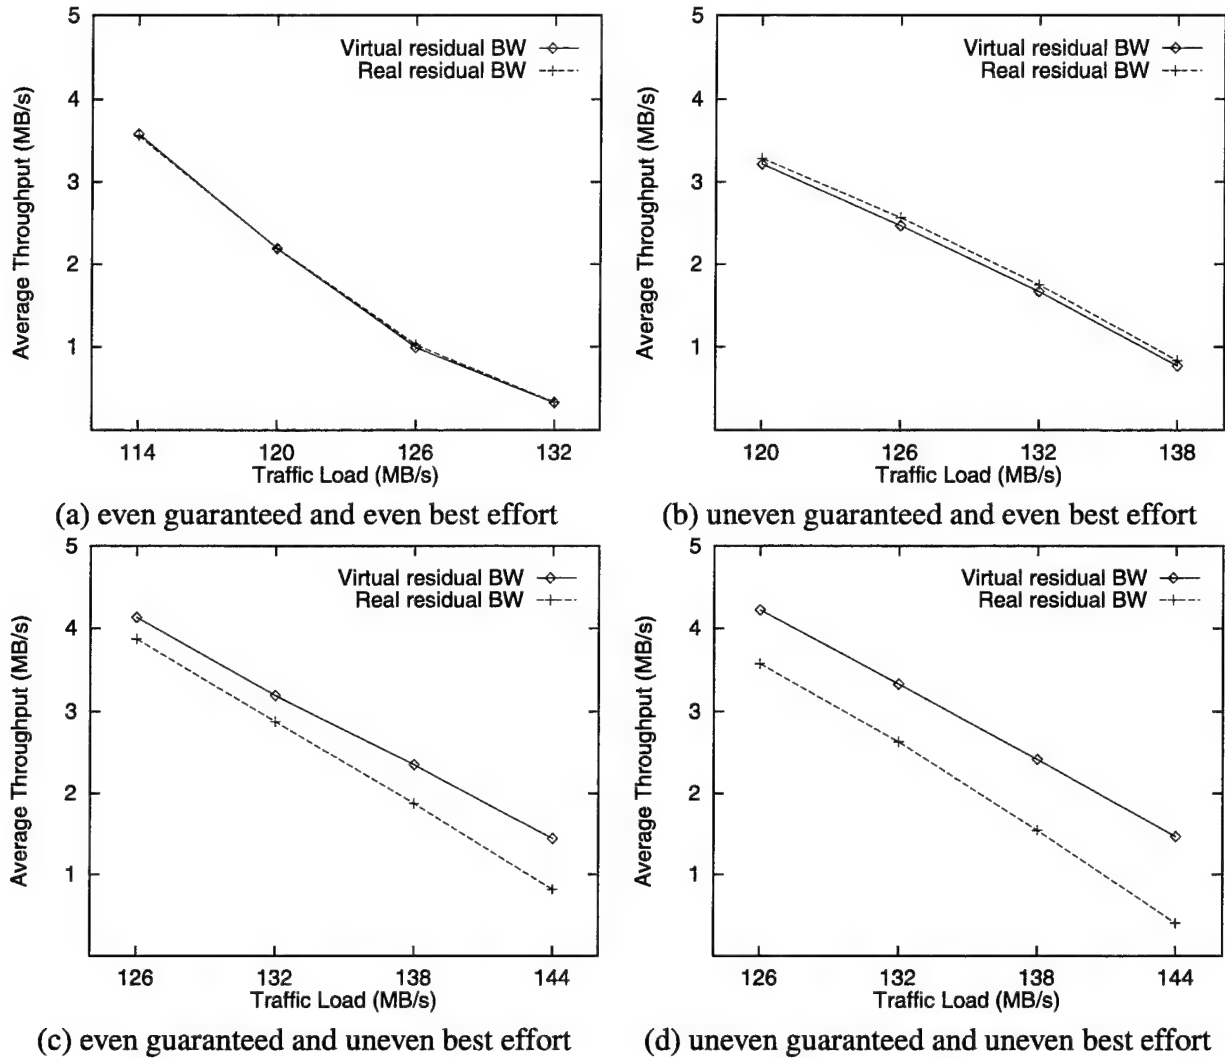 5
4
3
2
1
Average Throughput (MB/s)
Virtual residual BW
Real residual BW
114 120 126 132
Traffic Load (MB/s)
(a) even guaranteed and even best effort
5
4
3
2
1
Average Throughput (MB/s)
Virtual residual BW
Real residual BW
120 126 132 138
Traffic Load (MB/s)
(b) uneven guaranteed and even best effort
5
4
3
2
1
Average Throughput (MB/s)
Virtual residual BW
Real residual BW
126 132 138 144
Traffic Load (MB/s)
(c) even guaranteed and uneven best effort
5
4
3
2
1
Average Throughput (MB/s)
Virtual residual BW
Real residual BW
126 132 138 144
Traffic Load (MB/s)
(d) uneven guaranteed and uneven best effort